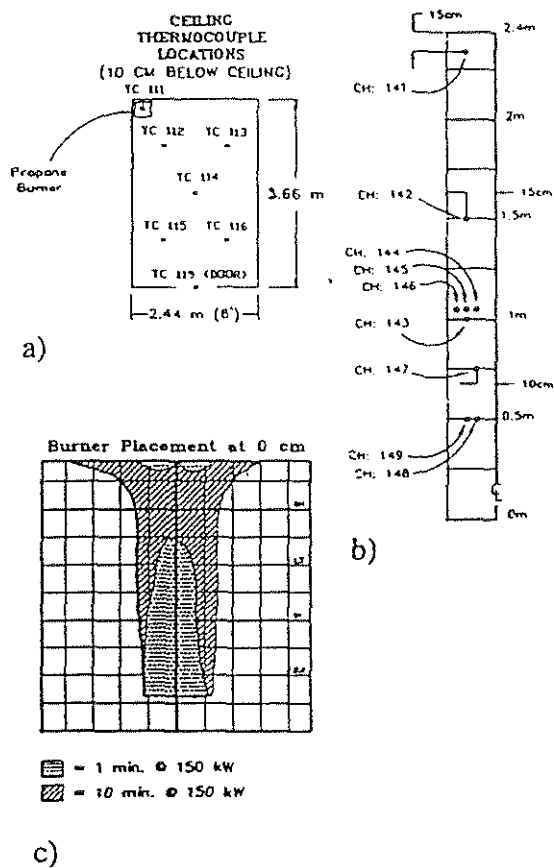 CEILING
THERMOCOUPLE
LOCATIONS
(10 CM BELOW CEILING)
TC 111
TC 112
TC 113
TC 114
TC 115
TC 116
TC 119 (DOOR)
Propane
Burner
3.66 m
2.44 m (8')
a)
15cm
2.4m
CH: 141
2m
CH: 142
15cm
1.5m
CH: 144
CH: 145
CH: 146
1m
CH: 143
CH: 147
10cm
0.5m
CH: 149
CH: 148
0m
b)
Burner Placement at 0 cm
= 1 min. @ 150 kW
= 10 min. @ 150 kW
c)